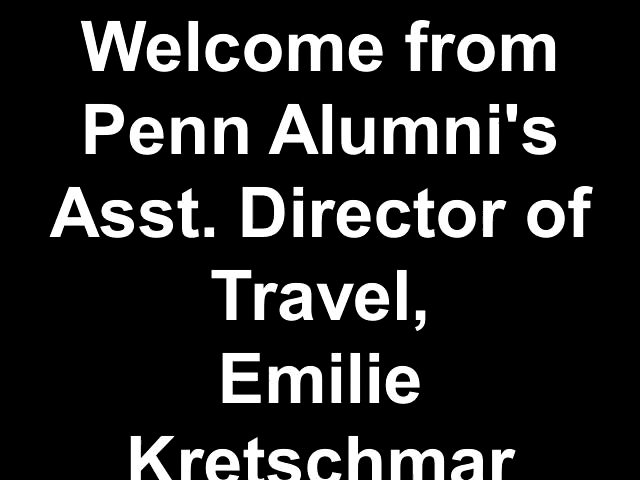 Welcome from
Penn Alumni's
Asst. Director of
Travel,
Emilie
Kretschmar